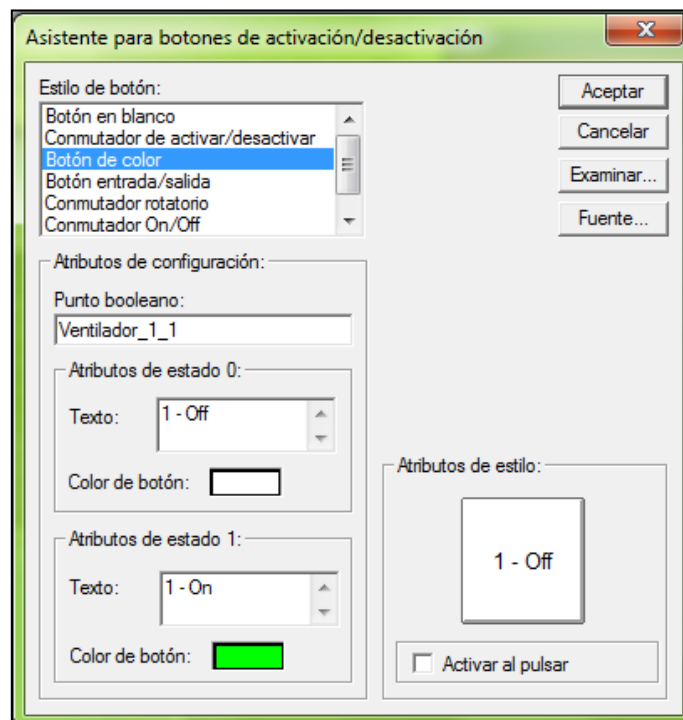 Asistente para botones de activación/desactivación
Estilo de botón:
Botón en blanco
Conmutador de activar/desactivar
Botón de color
Botón entrada/salida
Conmutador rotatorio
Conmutador On/Off
Aceptar
Cancelar
Examinar...
Fuente...
Atributos de configuración:
Punto booleano:
Ventilador_1_1
Atributos de estado 0:
Texto: 1 - Off
Color de botón:
Atributos de estado 1:
Texto: 1 - On
Color de botón:
Atributos de estilo:
1 - Off
Activar al pulsar